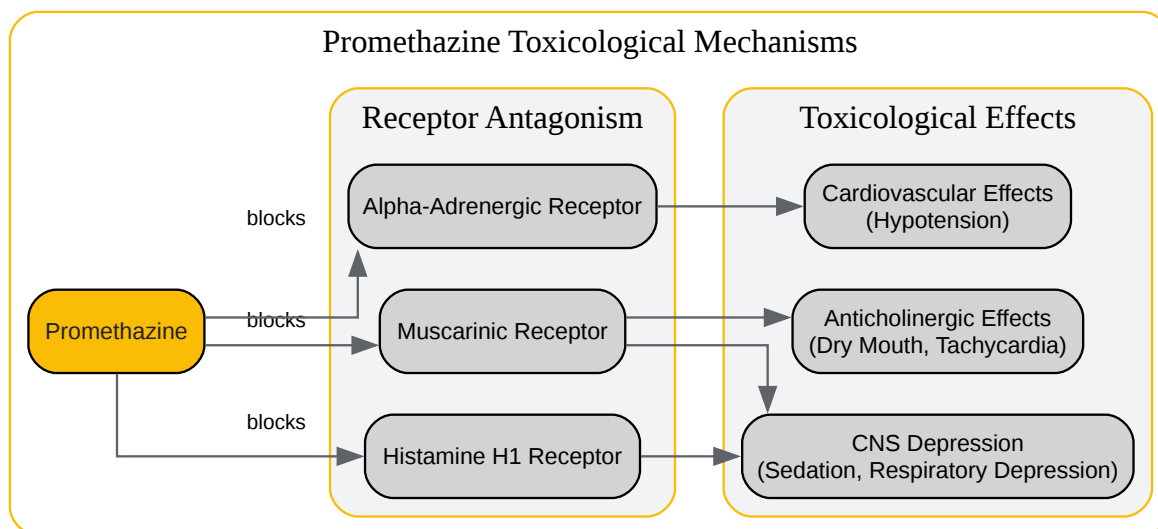 Promethazine Toxicological Mechanisms
Receptor Antagonism
Toxicological Effects
Alpha-Adrenergic Receptor
Cardiovascular Effects
(Hypotension)
blocks
Promethazine
blocks
Muscarinic Receptor
Anticholinergic Effects
(Dry Mouth, Tachycardia)
blocks
Histamine H1 Receptor
CNS Depression
(Sedation, Respiratory Depression)